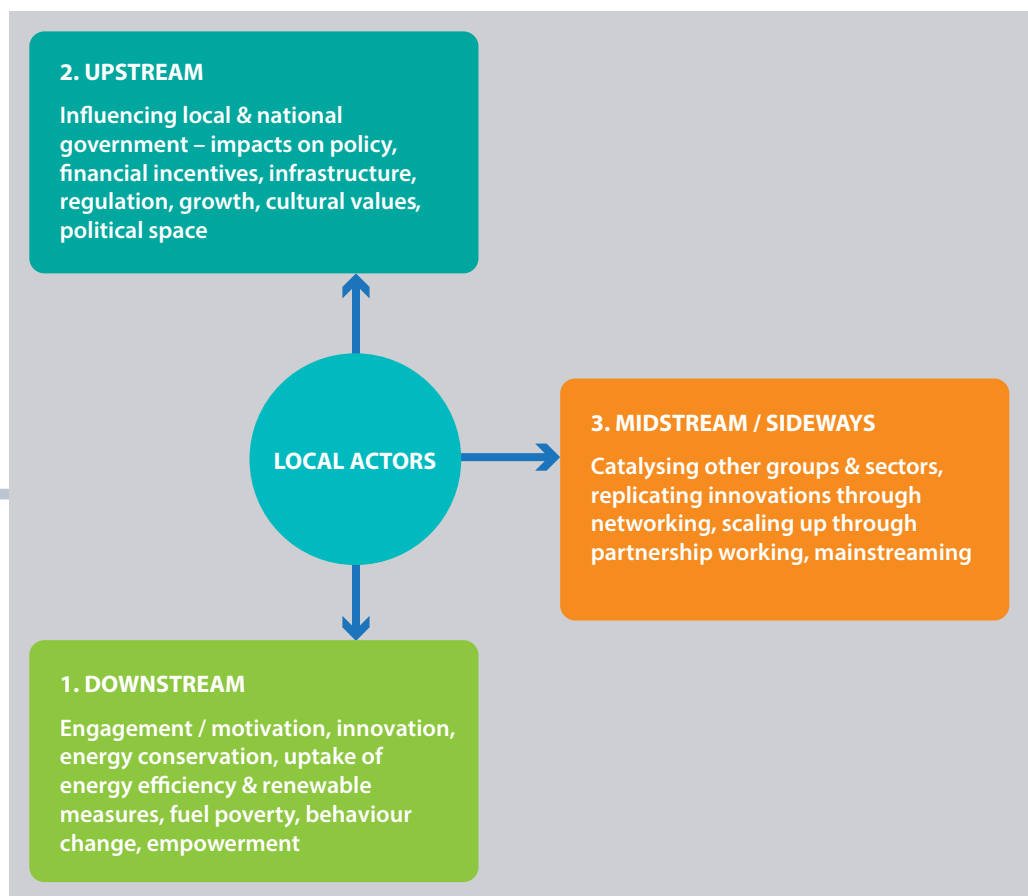 2. UPSTREAM
Influencing local & national
government – impacts on policy,
financial incentives, infrastructure,
regulation, growth, cultural values,
political space
LOCAL ACTORS
3. MIDSTREAM / SIDEWAYS
Catalysing other groups & sectors,
replicating innovations through
networking, scaling up through
partnership working, mainstreaming
1. DOWNSTREAM
Engagement / motivation, innovation,
energy conservation, uptake of
energy efficiency & renewable
measures, fuel poverty, behaviour
change, empowerment